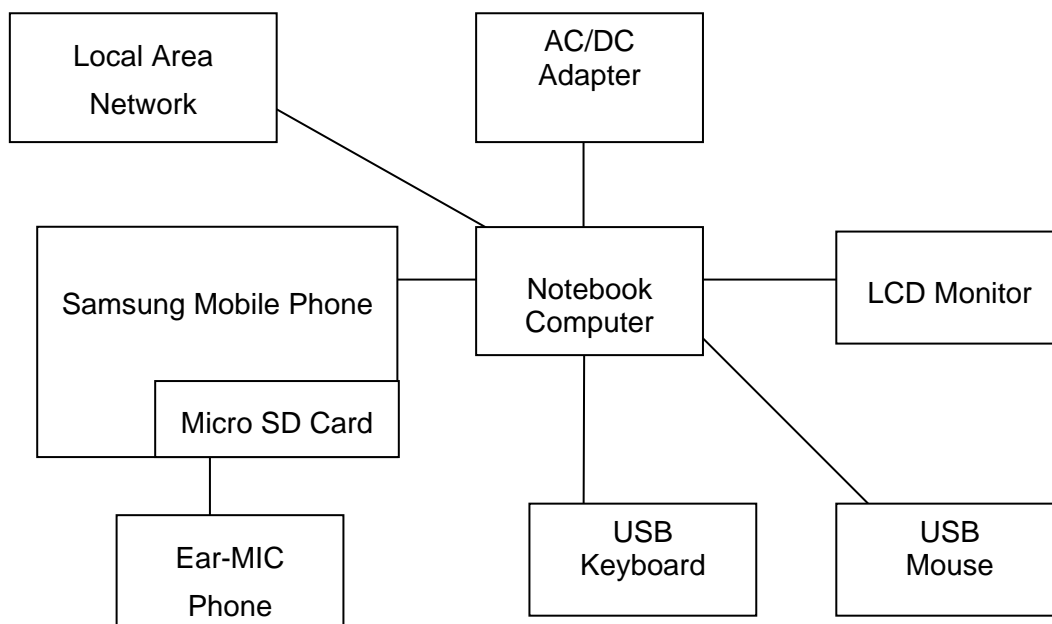 Local Area
Network
AC/DC
Adapter
Samsung Mobile Phone
Micro SD Card
Notebook
Computer
LCD Monitor
Ear-MIC
Phone
USB
Keyboard
USB
Mouse